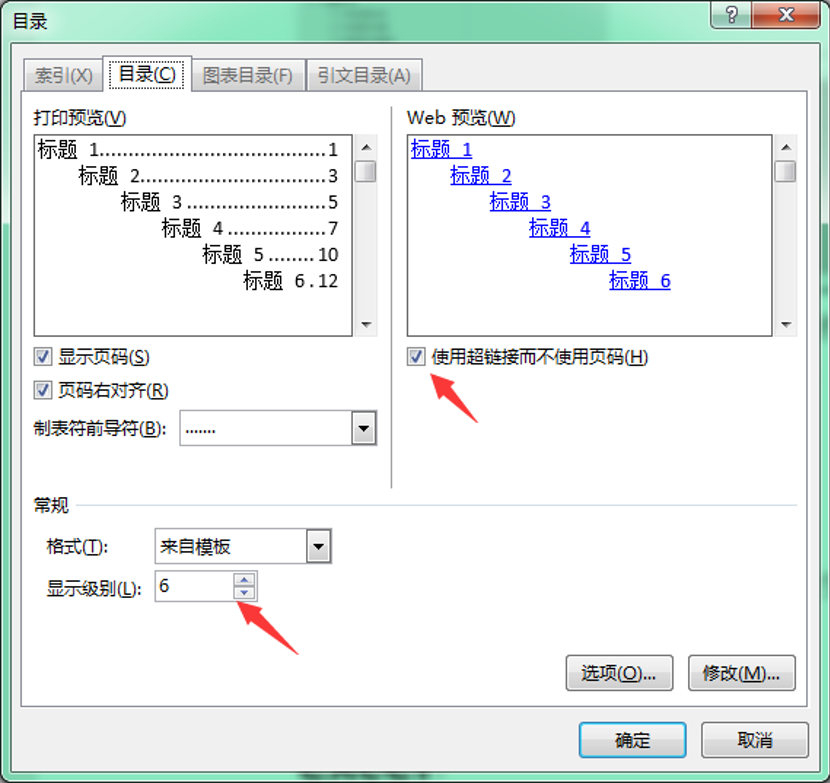 目录
?
索引(X) 目录(C) 图表目录(F) 引文目录(A)
打印预览(V)
标题 1......................................1
标题 2...............................3
标题 3.......................5
标题 4.................7
标题 5........10
标题 6.12
Web 预览(W)
标题 1
标题 2
标题 3
标题 4
标题 5
标题 6
显示页码(S)
页码右对齐(R)
制表符前导符(B): .......
使用超链接而不使用页码(H)
常规
格式(T): 来自模板
显示级别(L): 6
选项(O)... 修改(M)...
确定 取消